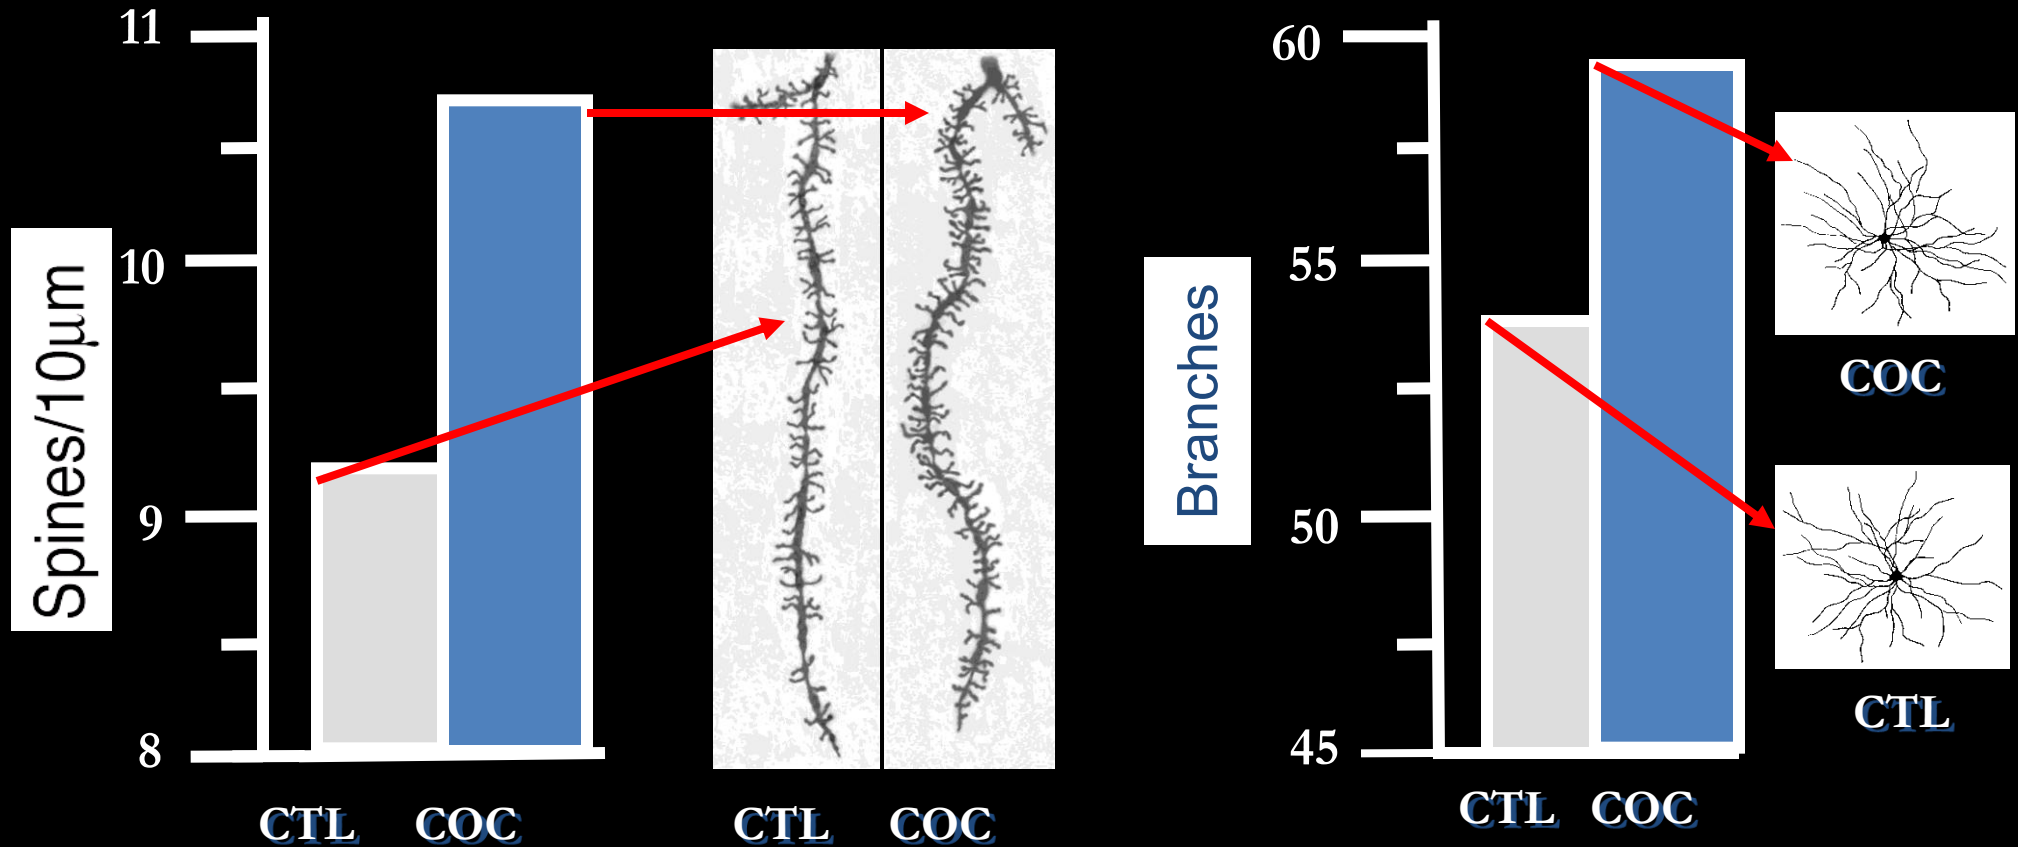 Spines/10µm
11
10
9
8
CTL COC
CTL COC
Branches
60
55
50
45
CTL COC
COC
CTL